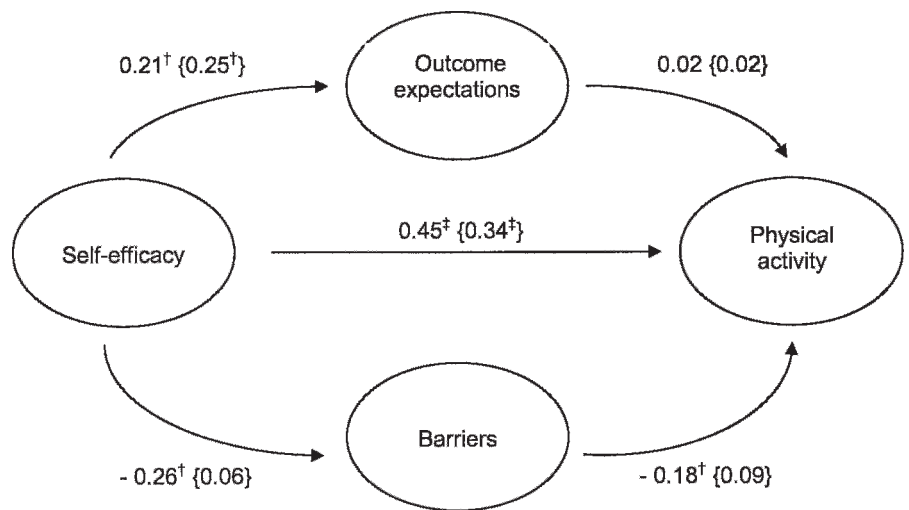 0.21† {0.25†}
Outcome
expectations
0.02 {0.02}
Self-efficacy
0.45‡ {0.34‡}
Physical
activity
Barriers
- 0.26† {0.06}
- 0.18† {0.09}